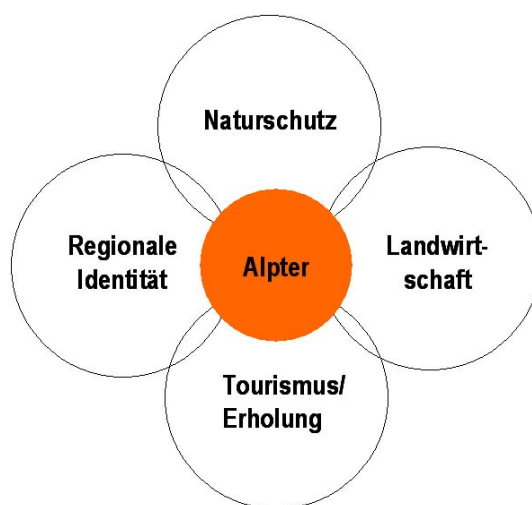 Naturschutz
Regionale
Identität
Alpter
Landwirt-
schaft
Tourismus/
Erholung